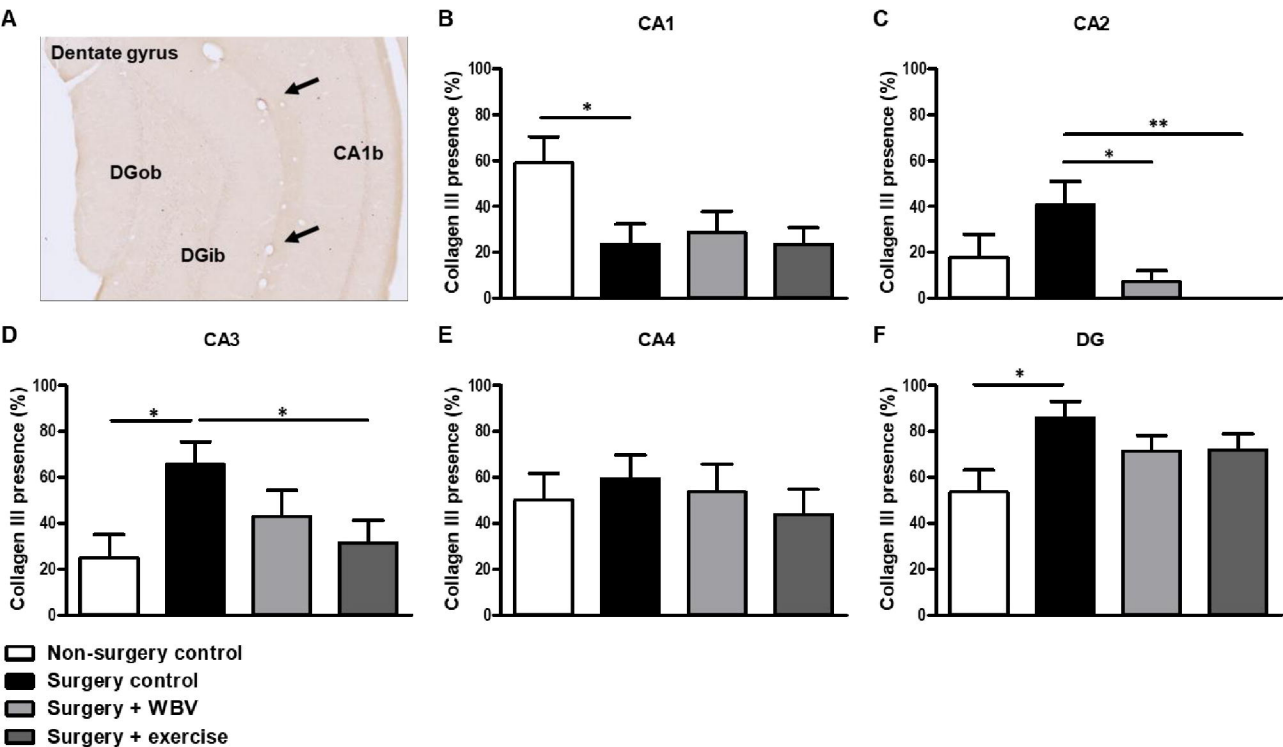 A
Dentate gyrus
DGob
DGib
CA1b
B
CA1
Collagen III presence (%)
100
80
60
40
20
0
*
C
CA2
Collagen III presence (%)
100
80
60
40
20
0
**
*
D
CA3
Collagen III presence (%)
100
80
60
40
20
0
*
*
E
CA4
Collagen III presence (%)
100
80
60
40
20
0
F
DG
Collagen III presence (%)
100
80
60
40
20
0
*
Non-surgery control
Surgery control
Surgery + WBV
Surgery + exercise